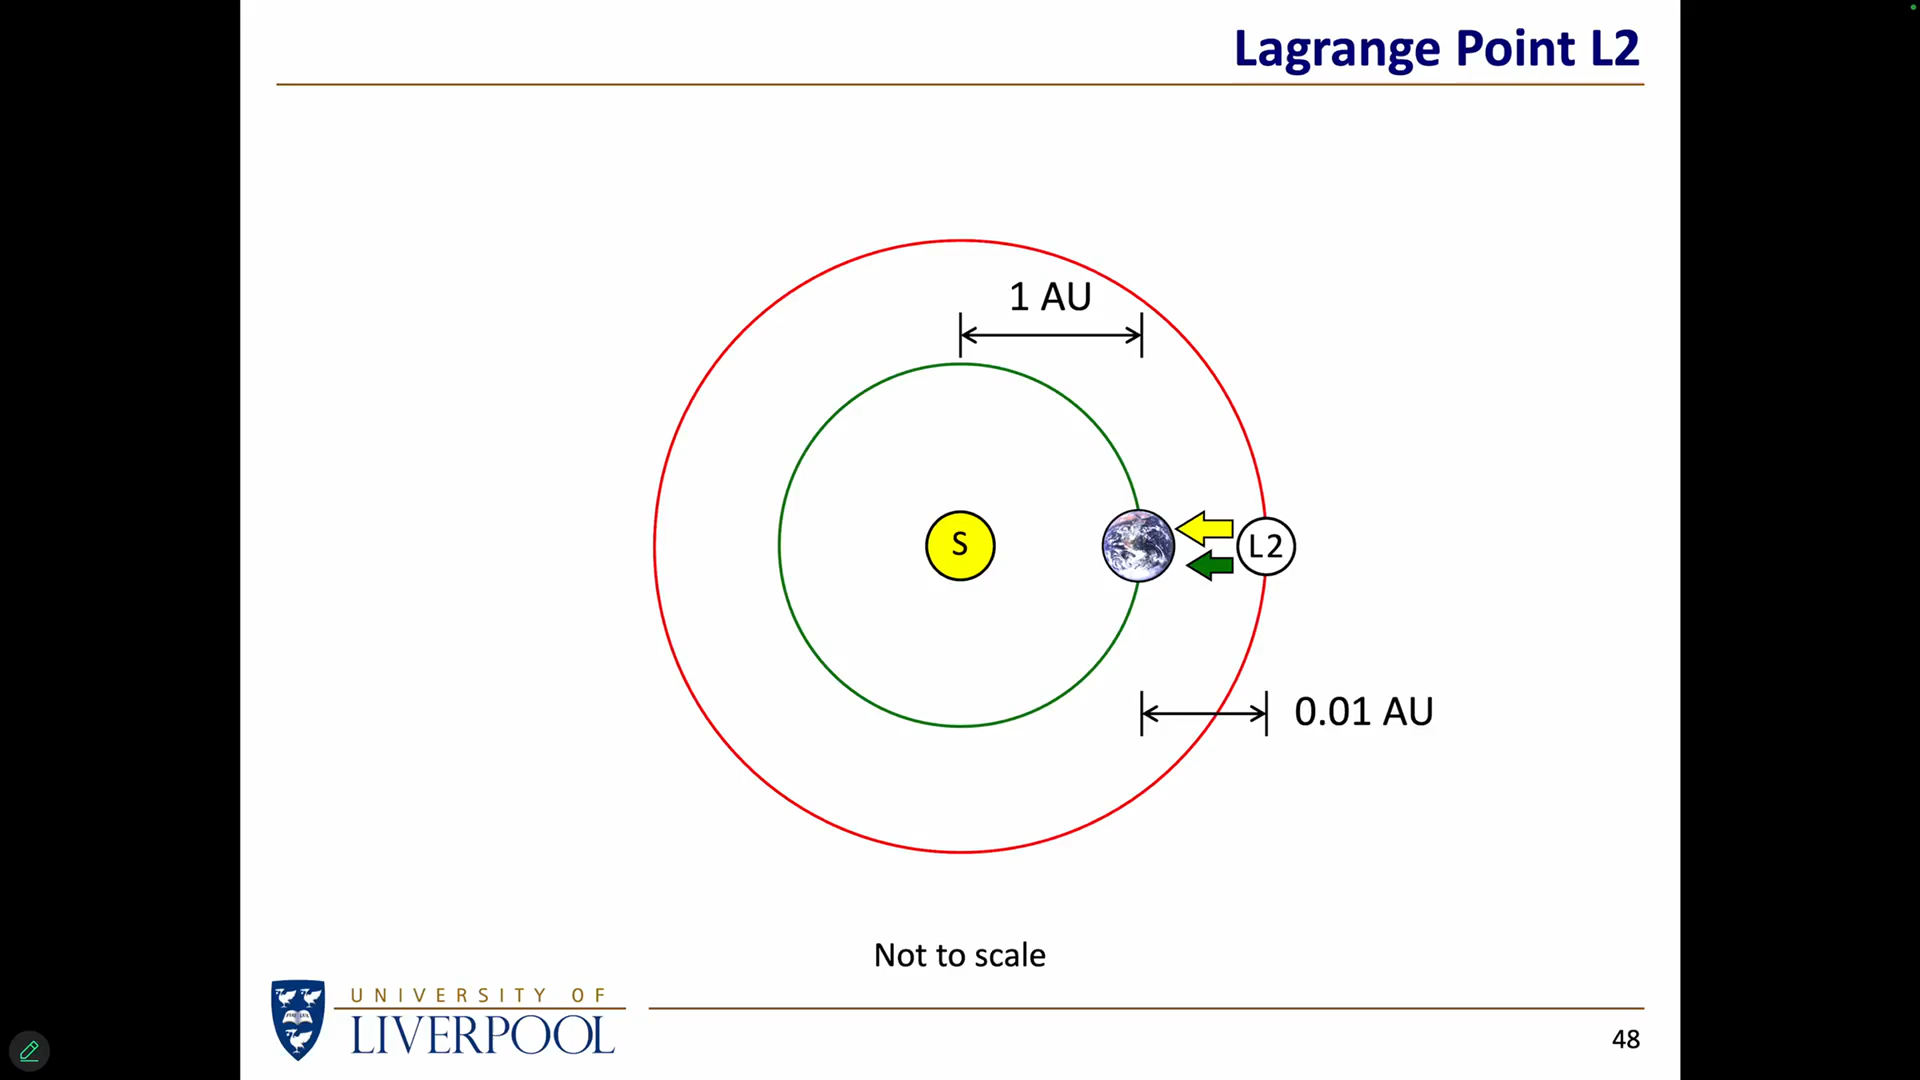 Lagrange Point L2
1 AU
S
L2
0.01 AU
Not to scale
UNIVERSITY OF
LIVERPOOL
48